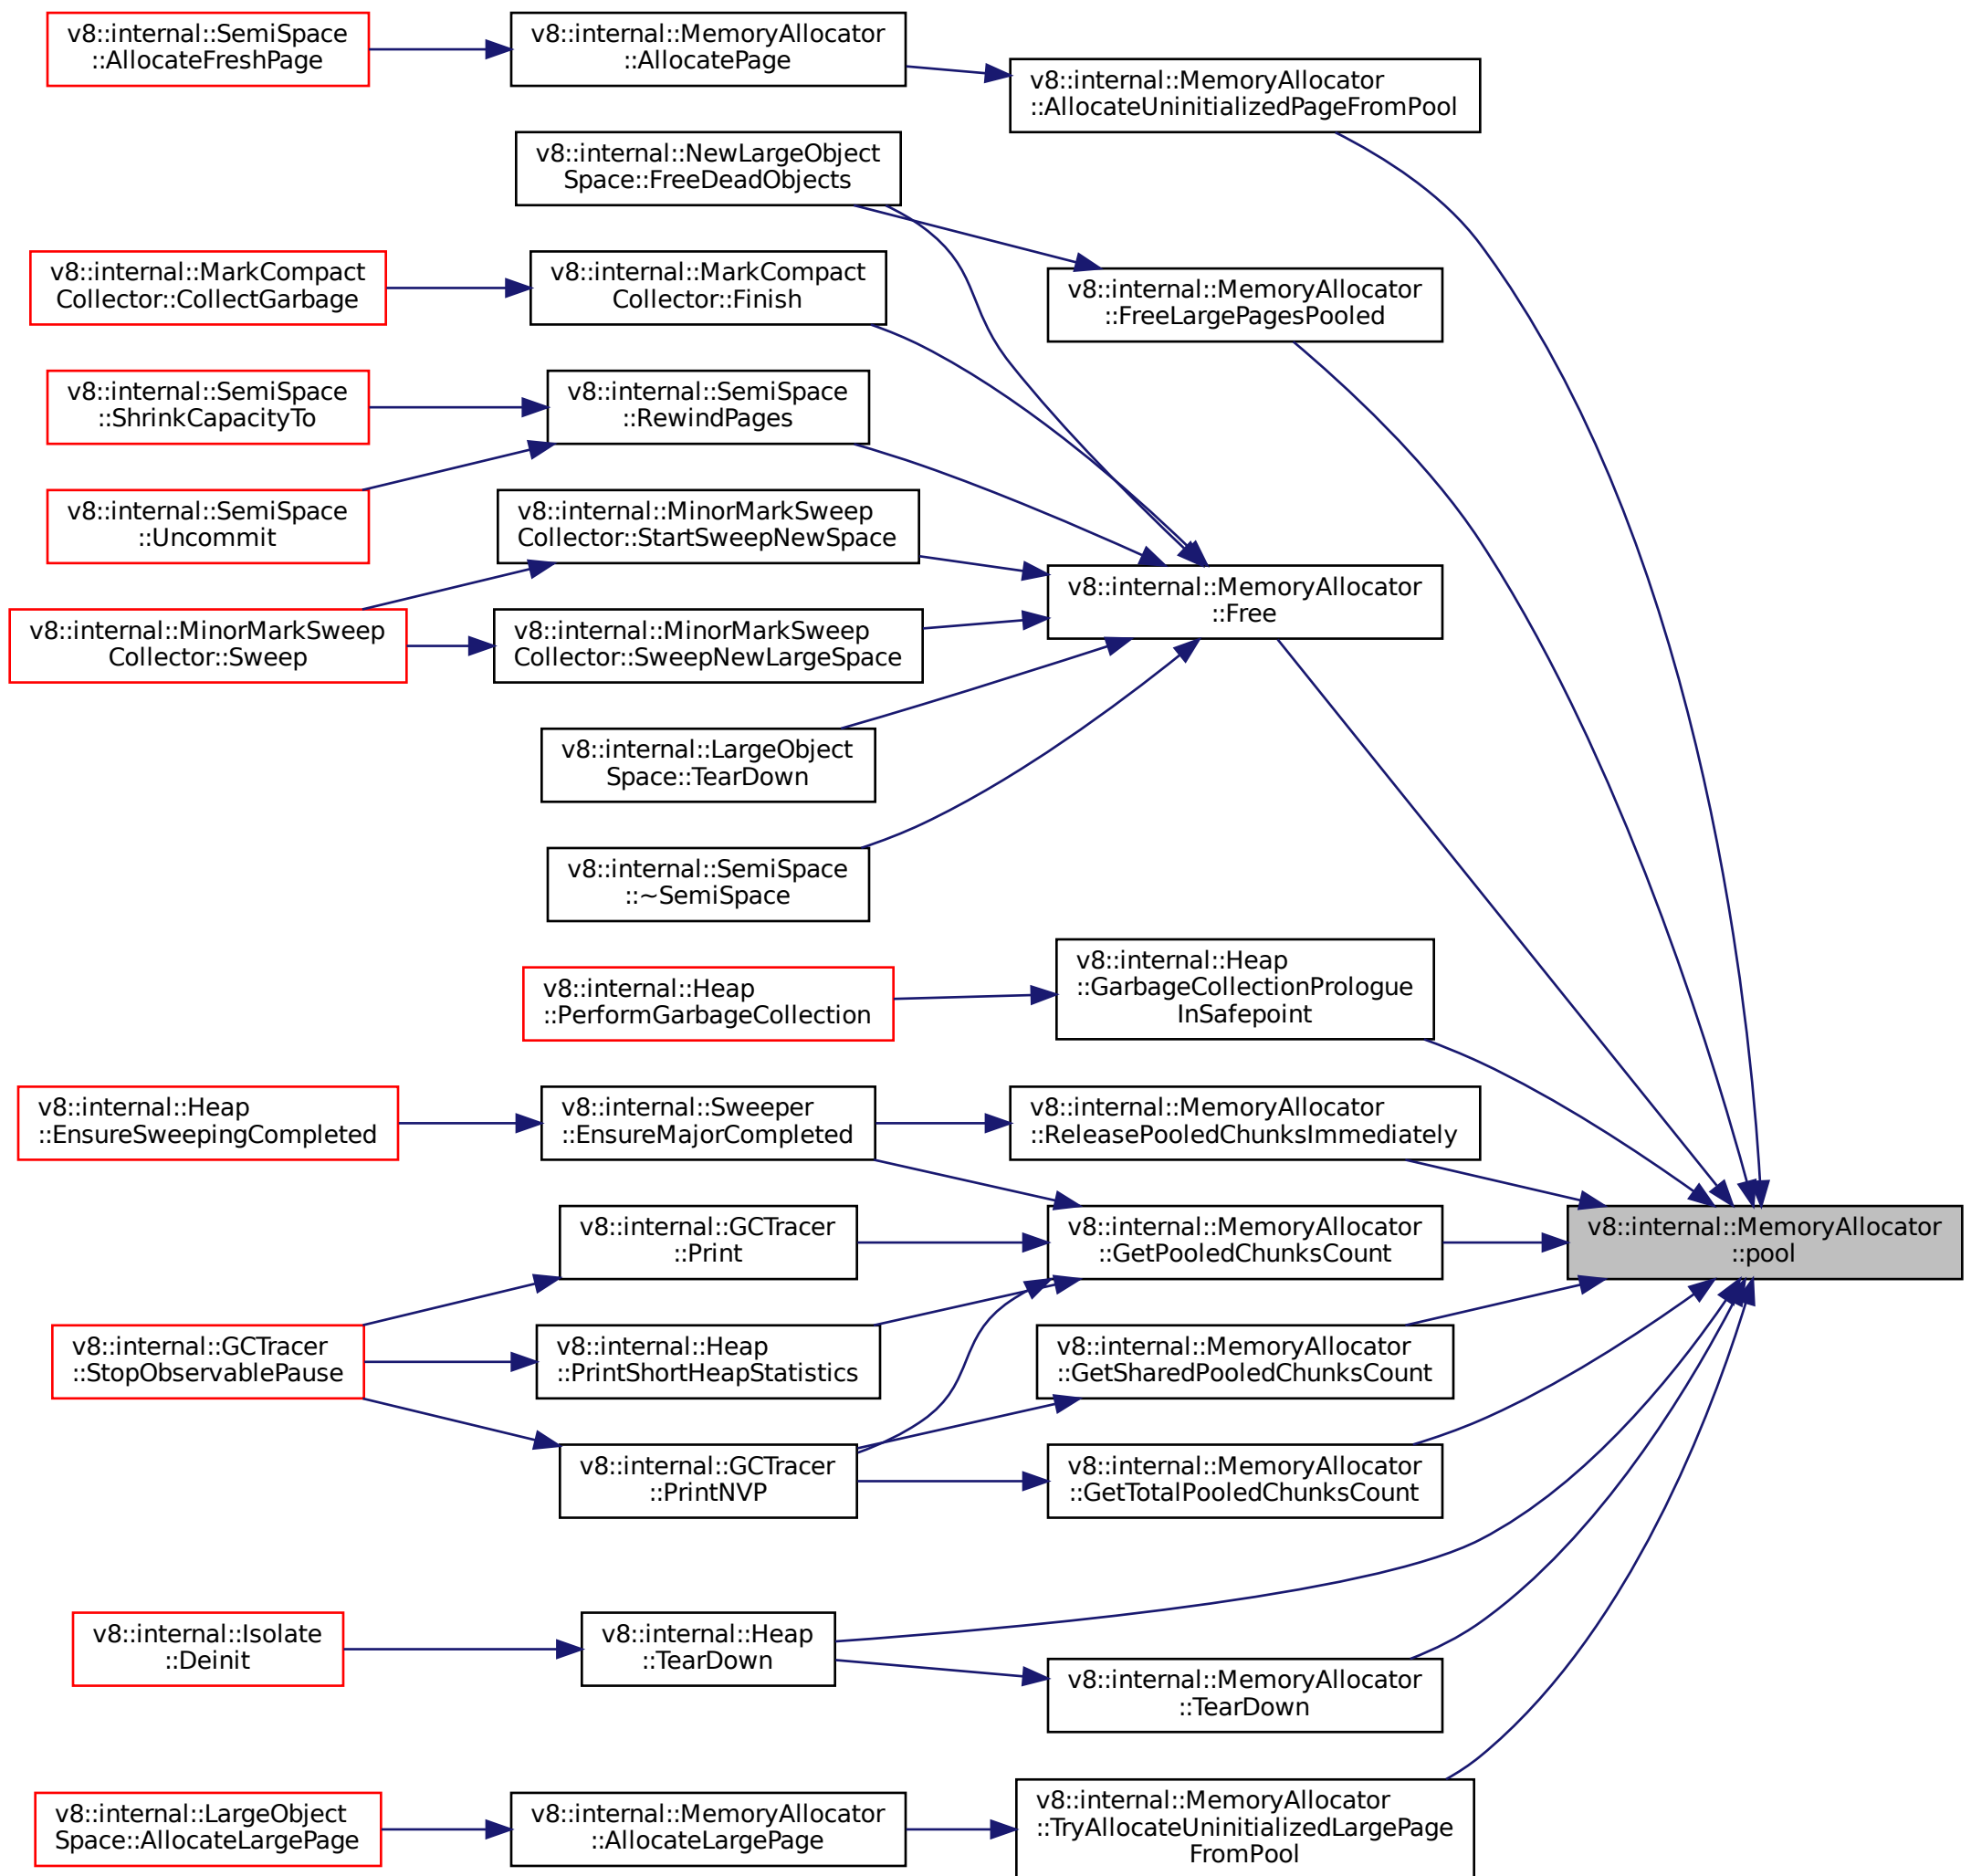 v8::internal::SemiSpace
::AllocateFreshPage
v8::internal::MemoryAllocator
::AllocatePage
v8::internal::MemoryAllocator
::AllocateUninitializedPageFromPool
v8::internal::NewLargeObject
Space::FreeDeadObjects
v8::internal::MarkCompact
Collector::CollectGarbage
v8::internal::MarkCompact
Collector::Finish
v8::internal::MemoryAllocator
::FreeLargePagesPooled
v8::internal::SemiSpace
::ShrinkCapacityTo
v8::internal::SemiSpace
::RewindPages
v8::internal::SemiSpace
::Uncommit
v8::internal::MinorMarkSweep
Collector::StartSweepNewSpace
v8::internal::MemoryAllocator
::Free
v8::internal::MinorMarkSweep
Collector::Sweep
v8::internal::MinorMarkSweep
Collector::SweepNewLargeSpace
v8::internal::LargeObject
Space::TearDown
v8::internal::SemiSpace
::~SemiSpace
v8::internal::Heap
::PerformGarbageCollection
v8::internal::Heap
::GarbageCollectionPrologue
InSafepoint
v8::internal::Heap
::EnsureSweepingCompleted
v8::internal::Sweeper
::EnsureMajorCompleted
v8::internal::MemoryAllocator
::ReleasePooledChunksImmediately
v8::internal::GCTracer
::Print
v8::internal::MemoryAllocator
::GetPooledChunksCount
v8::internal::MemoryAllocator
::pool
v8::internal::GCTracer
::StopObservablePause
v8::internal::Heap
::PrintShortHeapStatistics
v8::internal::MemoryAllocator
::GetSharedPooledChunksCount
v8::internal::GCTracer
::PrintNVP
v8::internal::MemoryAllocator
::GetTotalPooledChunksCount
v8::internal::Isolate
::Deinit
v8::internal::Heap
::TearDown
v8::internal::MemoryAllocator
::TearDown
v8::internal::LargeObject
Space::AllocateLargePage
v8::internal::MemoryAllocator
::AllocateLargePage
v8::internal::MemoryAllocator
::TryAllocateUninitializedLargePage
FromPool